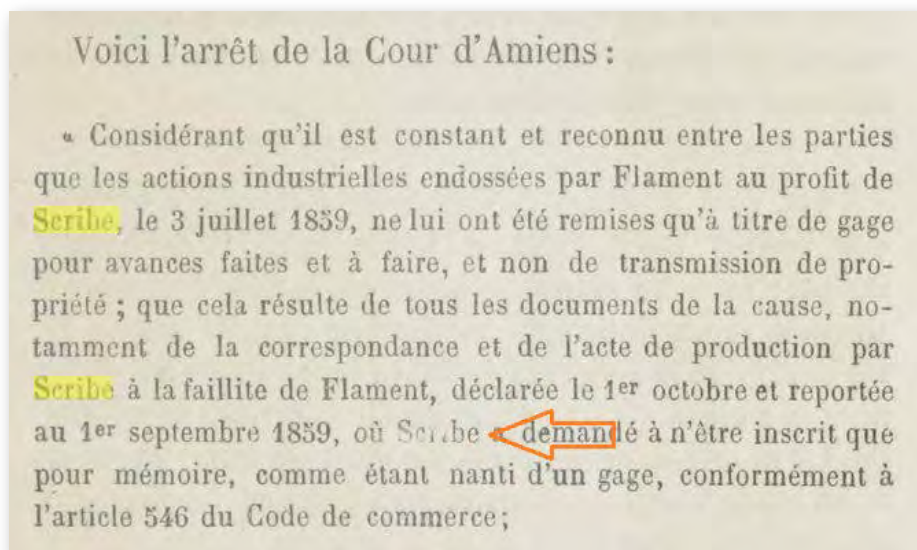 Voici l'arrêt de la Cour d'Amiens :
« Considérant qu'il est constant et reconnu entre les parties
que les actions industrielles endossées par Flament au profit de
Scribe, le 3 juillet 1859, ne lui ont été remises qu'à titre de gage
pour avances faites et à faire, et non de transmission de pro-
priété ; que cela résulte de tous les documents de la cause, no-
tamment de la correspondance et de l'acte de production par
Scribe à la faillite de Flament, déclarée le 1er octobre et reportée
au 1er septembre 1859, où Scribe a demandé à n'être inscrit que
pour mémoire, comme étant nanti d'un gage, conformément à
l'article 546 du Code de commerce ;